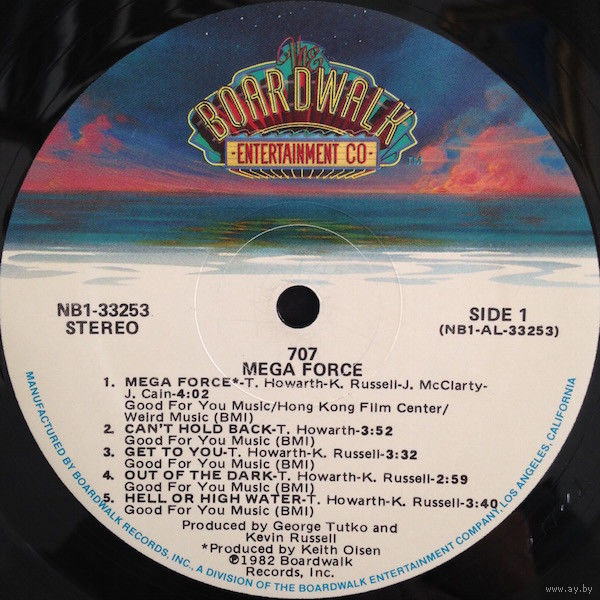 The
BOARDWALK
-ENTERTAINMENT CO-
TM
NB1-33253
STEREO
SIDE 1
(NB1-AL-33253)
707
MEGA FORCE
1. MEGA FORCE*-T. Howarth-K. Russell-J. McClarty-
J. Cain-4:02
Good For You Music/Hong Kong Film Center/
Weird Music (BMI)
2. CAN'T HOLD BACK-T. Howarth-3:52
Good For You Music (BMI)
3. GET TO YOU-T. Howarth-K. Russell-3:32
Good For You Music (BMI)
4. OUT OF THE DARK-T. Howarth-K. Russell-2:59
Good For You Music (BMI)
5. HELL OR HIGH WATER-T. Howarth-K. Russell-3:40
Good For You Music (BMI)
Produced by George Tutko and
Kevin Russell
*Produced by Keith Olsen
℗1982 Boardwalk
Records, Inc.
MANUFACTURED BY BOARDWALK RECORDS, INC., A DIVISION OF THE BOARDWALK ENTERTAINMENT COMPANY, LOS ANGELES, CALIFORNIA
www.ay.by